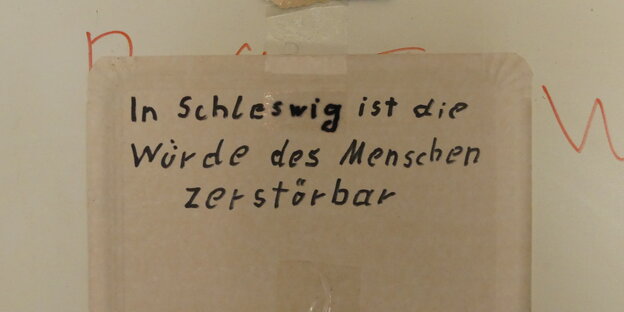 In Schleswig ist die
Würde des Menschen
zerstörbar